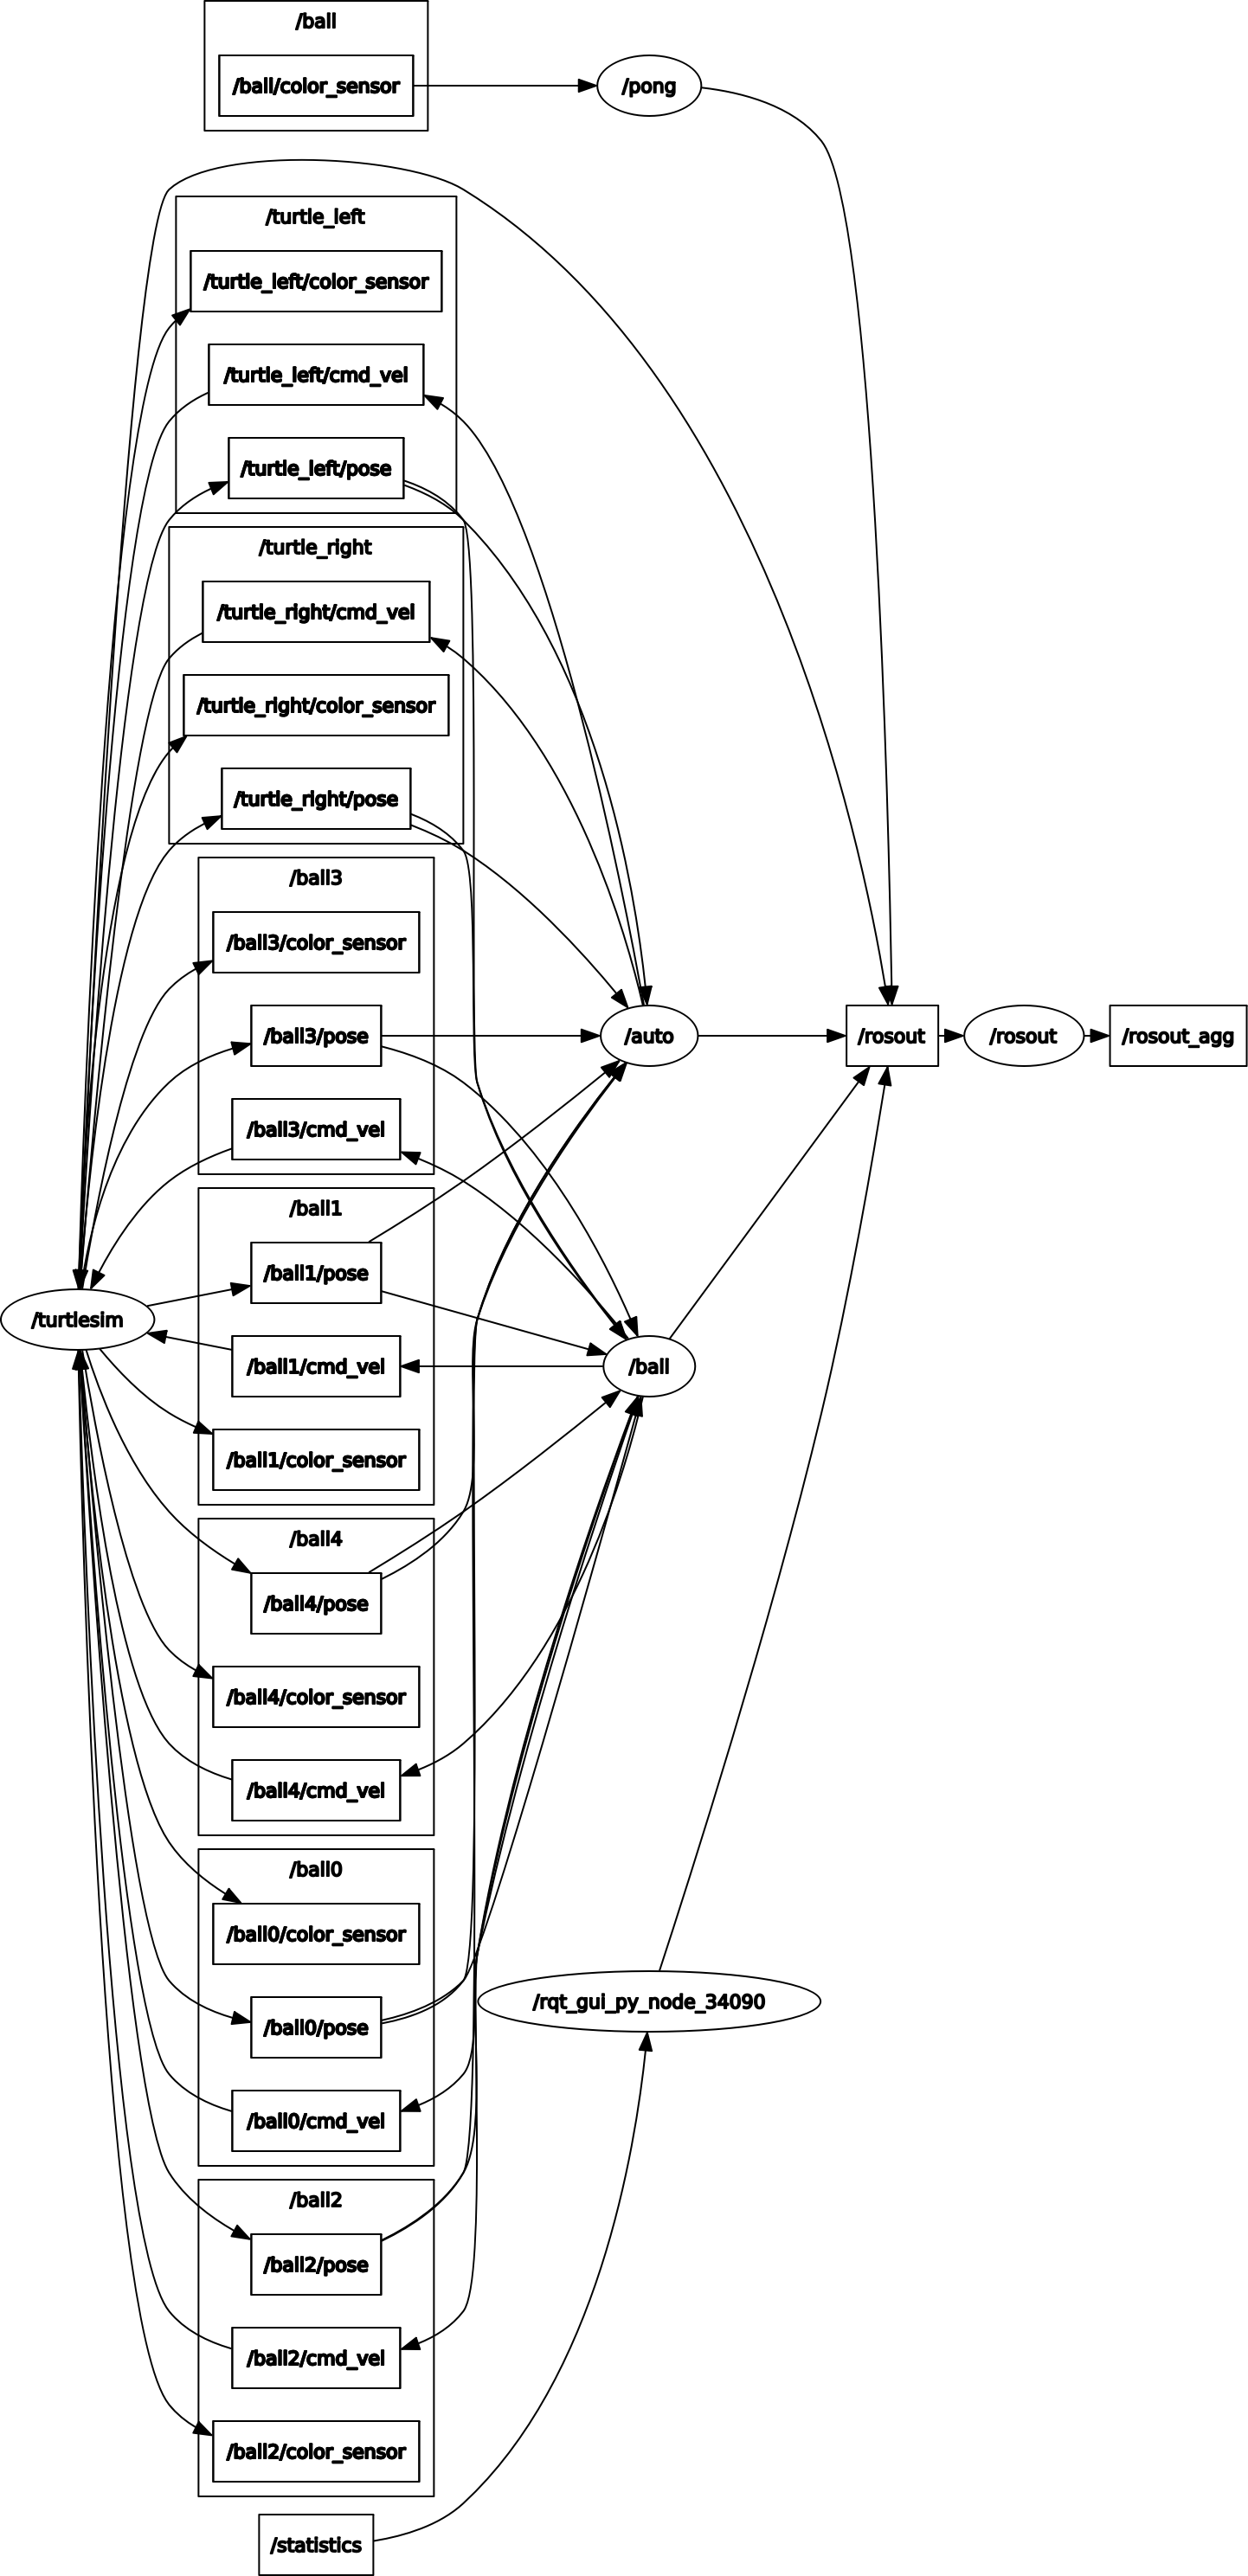 /ball
/ball/color_sensor
/pong
/turtle_left
/turtle_left/color_sensor
/turtle_left/cmd_vel
/turtle_left/pose
/turtle_right
/turtle_right/cmd_vel
/turtle_right/color_sensor
/turtle_right/pose
/ball3
/ball3/color_sensor
/ball3/pose
/auto
/rosout
/rosout
/rosout_agg
/ball3/cmd_vel
/ball1
/ball1/pose
/turtlesim
/ball1/cmd_vel
/ball
/ball1/color_sensor
/ball4
/ball4/pose
/ball4/color_sensor
/ball4/cmd_vel
/ball0
/ball0/color_sensor
/rqt_gui_py_node_34090
/ball0/pose
/ball0/cmd_vel
/ball2
/ball2/pose
/ball2/cmd_vel
/ball2/color_sensor
/statistics